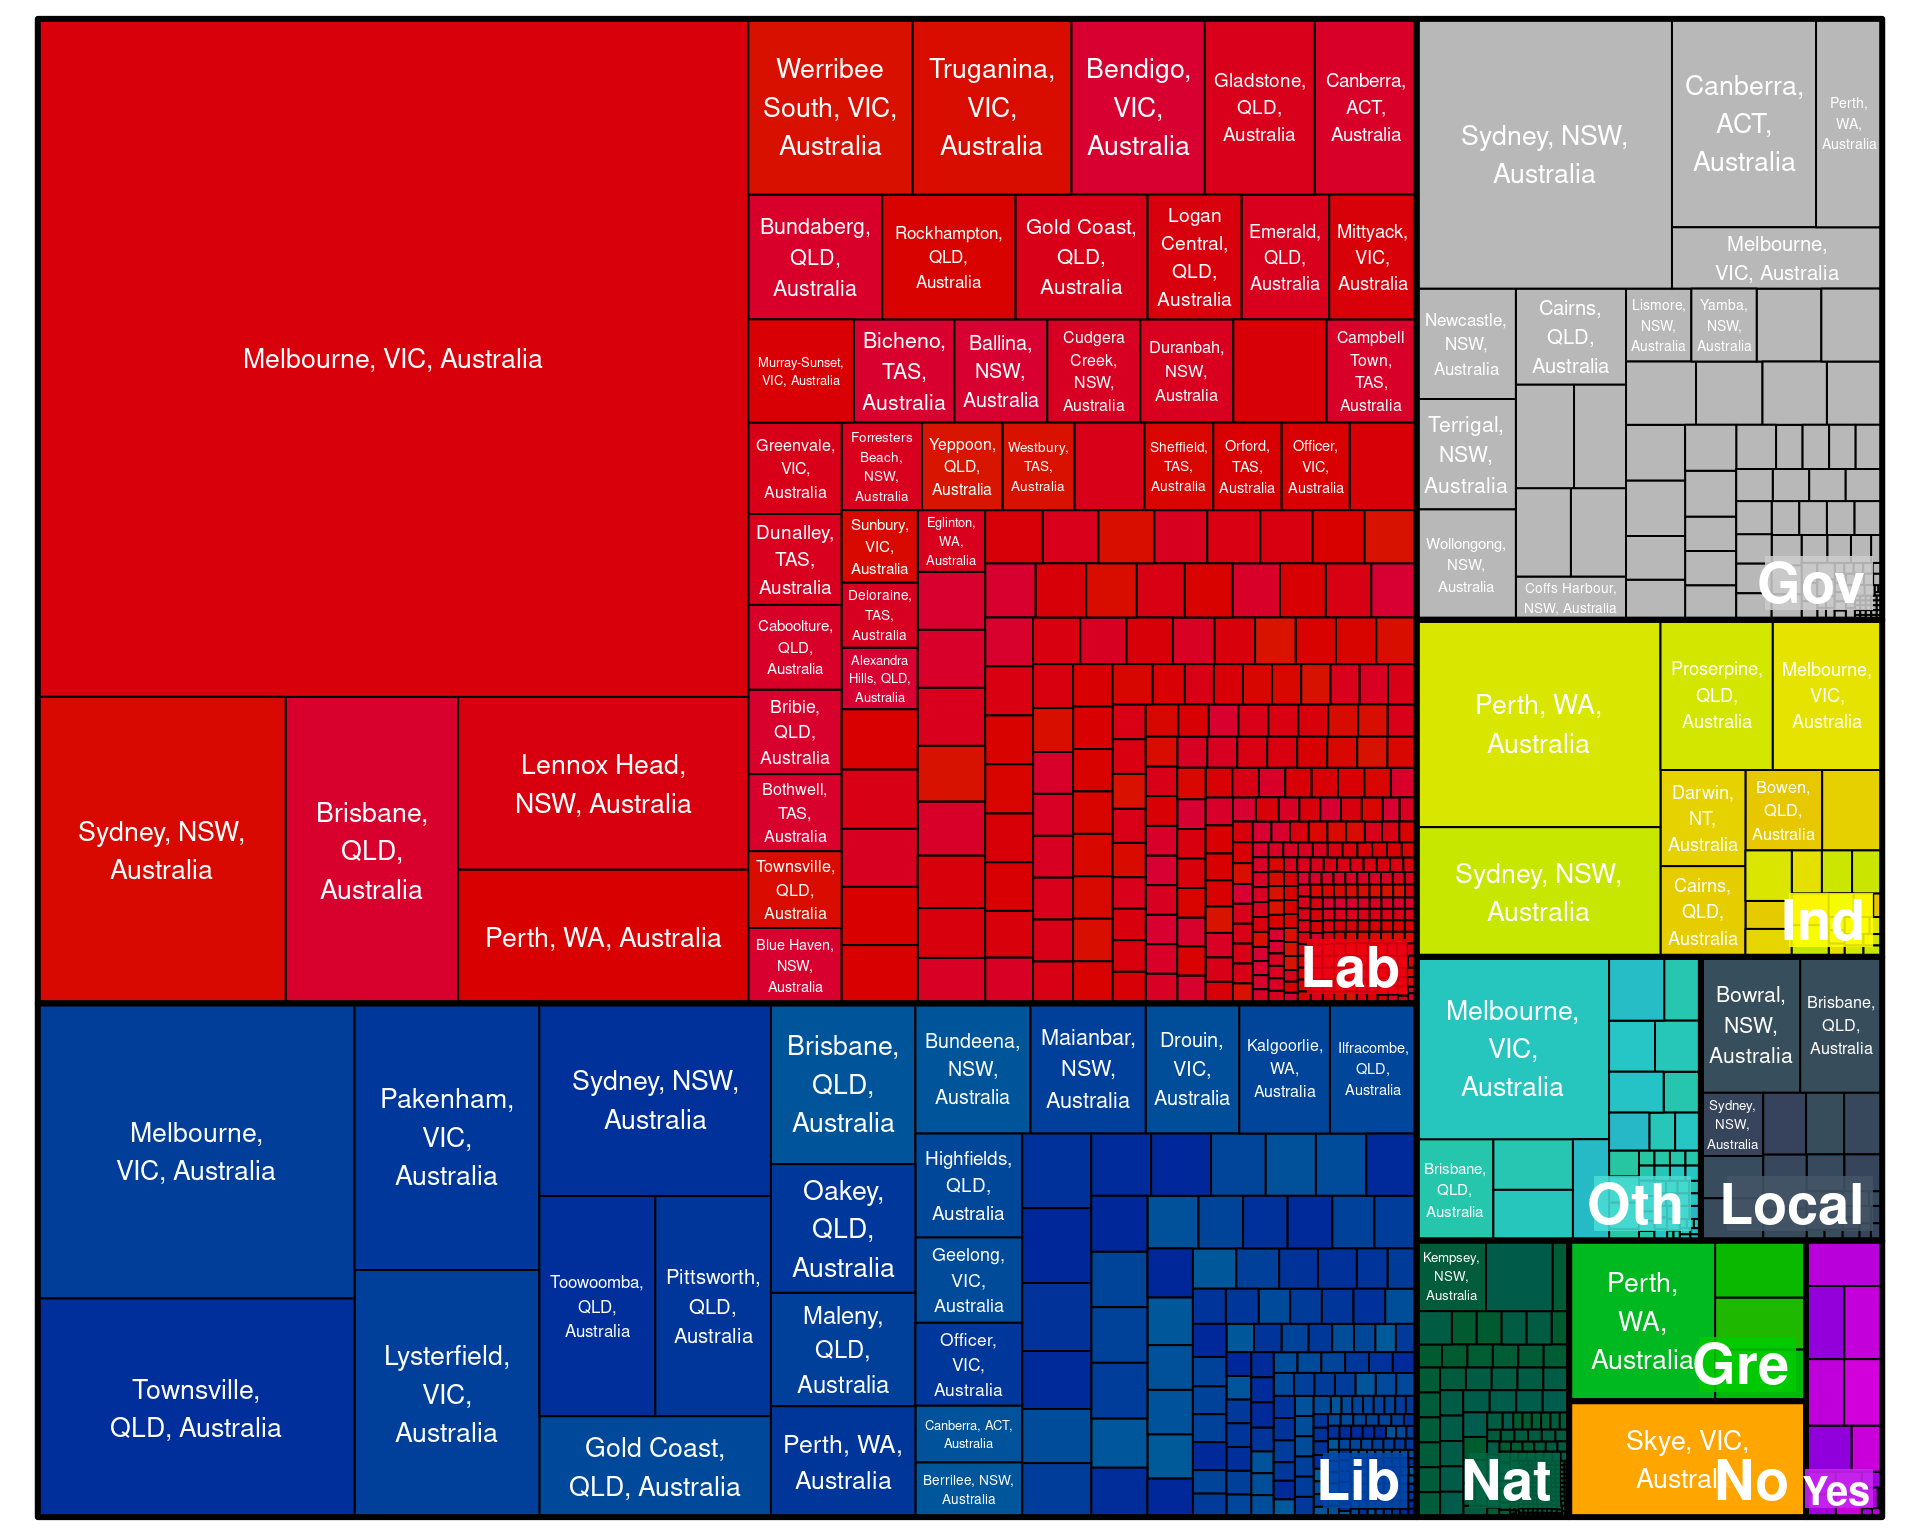 Melbourne, VIC, Australia
Sydney, NSW,
Australia
Brisbane,
QLD,
Australia
Lennox Head,
NSW, Australia
Perth, WA, Australia
Werribee
South, VIC,
Australia
Truganina,
VIC,
Australia
Bendigo,
VIC,
Australia
Gladstone,
QLD,
Australia
Canberra,
ACT,
Australia
Bundaberg,
QLD,
Australia
Rockhampton,
QLD,
Australia
Gold Coast,
QLD,
Australia
Logan
Central,
QLD,
Australia
Emerald,
QLD,
Australia
Mittyack,
VIC,
Australia
Murray-Sunset,
VIC, Australia
Bicheno,
TAS,
Australia
Ballina,
NSW,
Australia
Cudgera
Creek,
NSW,
Australia
Duranbah,
NSW,
Australia
Campbell
Town,
TAS,
Australia
Greenvale,
VIC,
Australia
Forresters
Beach,
NSW,
Australia
Yeppoon,
QLD,
Australia
Westbury,
TAS,
Australia
Sheffield,
TAS,
Australia
Orford,
TAS,
Australia
Officer,
VIC,
Australia
Dunalley,
TAS,
Australia
Sunbury,
VIC,
Australia
Eglinton,
WA,
Australia
Caboolture,
QLD,
Australia
Deloraine,
TAS,
Australia
Alexandra
Hills, QLD,
Australia
Bribie,
QLD,
Australia
Bothwell,
TAS,
Australia
Townsville,
QLD,
Australia
Blue Haven,
NSW,
Australia
Lab
Sydney, NSW,
Australia
Canberra,
ACT,
Australia
Perth,
WA,
Australia
Melbourne,
VIC, Australia
Newcastle,
NSW,
Australia
Cairns,
QLD,
Australia
Lismore,
NSW,
Australia
Yamba,
NSW,
Australia
Terrigal,
NSW,
Australia
Wollongong,
NSW,
Australia
Coffs Harbour,
NSW, Australia
Gov
Perth, WA,
Australia
Proserpine,
QLD,
Australia
Melbourne,
VIC,
Australia
Sydney, NSW,
Australia
Darwin,
NT,
Australia
Bowen,
QLD,
Australia
Cairns,
QLD,
Australia
Ind
Melbourne,
VIC, Australia
Townsville,
QLD, Australia
Pakenham,
VIC,
Australia
Lysterfield,
VIC,
Australia
Sydney, NSW,
Australia
Toowoomba,
QLD,
Australia
Pittsworth,
QLD,
Australia
Gold Coast,
QLD, Australia
Brisbane,
QLD,
Australia
Oakey,
QLD,
Australia
Maleny,
QLD,
Australia
Perth, WA,
Australia
Bundeena,
NSW,
Australia
Maianbar,
NSW,
Australia
Drouin,
VIC,
Australia
Kalgoorlie,
WA,
Australia
Ilfracombe,
QLD,
Australia
Highfields,
QLD,
Australia
Geelong,
VIC,
Australia
Officer,
VIC,
Australia
Canberra, ACT,
Australia
Berrilee, NSW,
Australia
Lib
Melbourne,
VIC,
Australia
Brisbane,
QLD,
Australia
Oth
Bowral,
NSW,
Australia
Brisbane,
QLD,
Australia
Sydney,
NSW,
Australia
Local
Kempsey,
NSW,
Australia
Nat
Perth,
WA,
Australia
Gre
Skye, VIC,
Austral
No
Yes